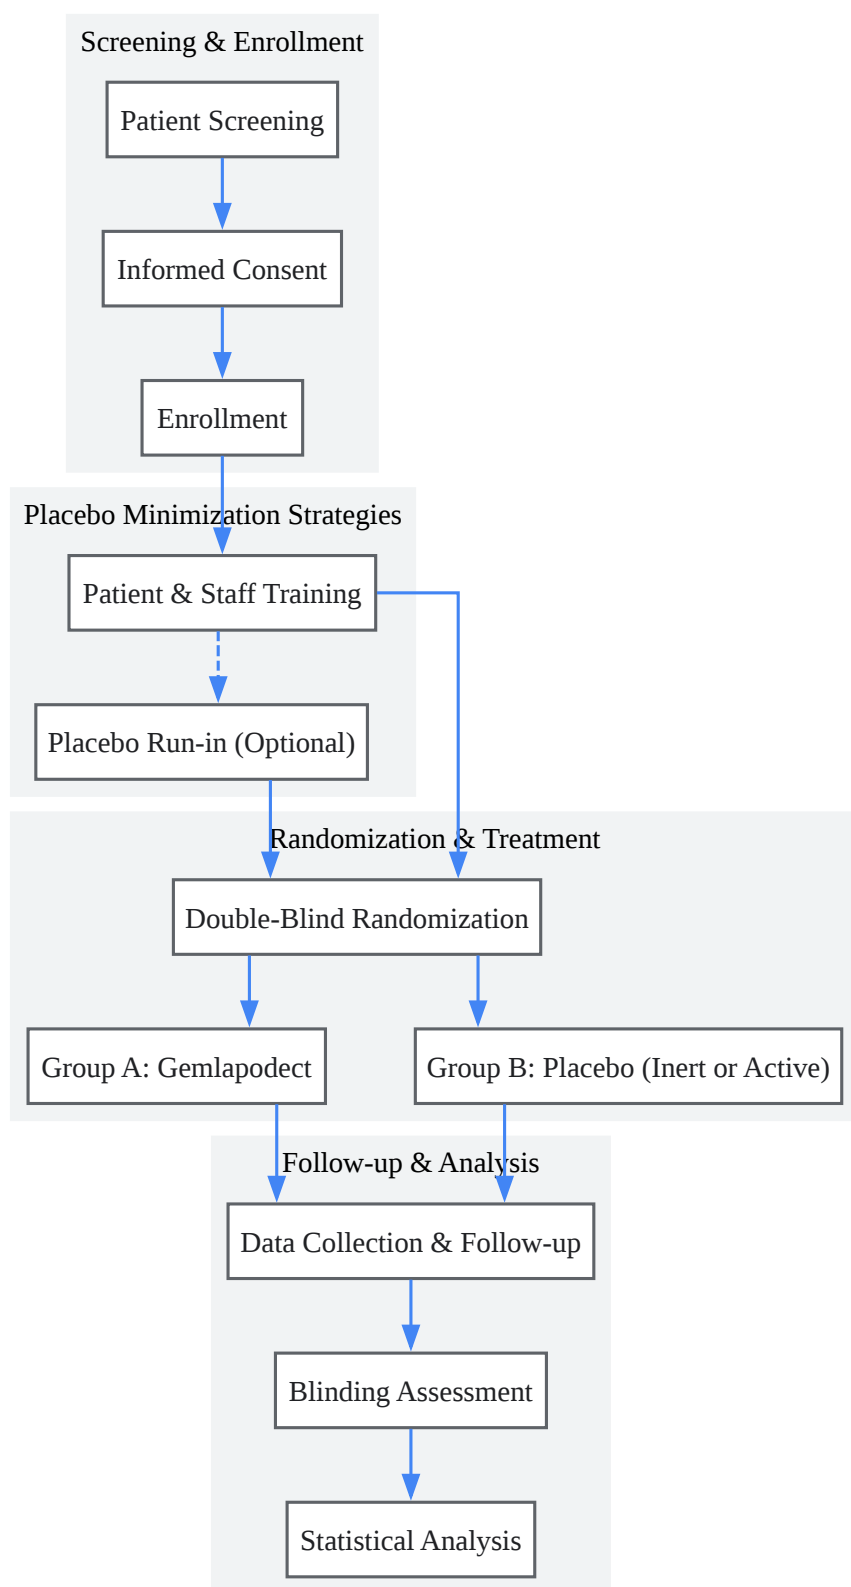 Screening & Enrollment
Patient Screening
Informed Consent
Enrollment
Placebo Minimization Strategies
Patient & Staff Training
Placebo Run-in (Optional)
Randomization & Treatment
Double-Blind Randomization
Group A: Gemlapodect
Group B: Placebo (Inert or Active)
Follow-up & Analysis
Data Collection & Follow-up
Blinding Assessment
Statistical Analysis